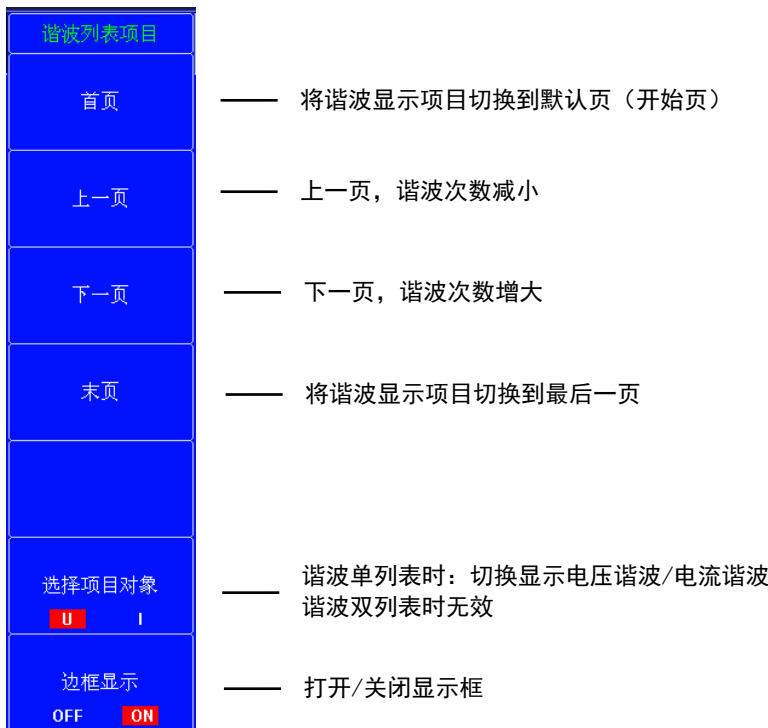 谐波列表项目
首页
将谐波显示项目切换到默认页（开始页）
上一页
上一页，谐波次数减小
下一页
下一页，谐波次数增大
末页
将谐波显示项目切换到最后一页
选择项目对象
U I
谐波单列表时：切换显示电压谐波/电流谐波
谐波双列表时无效
边框显示
OFF ON
打开/关闭显示框